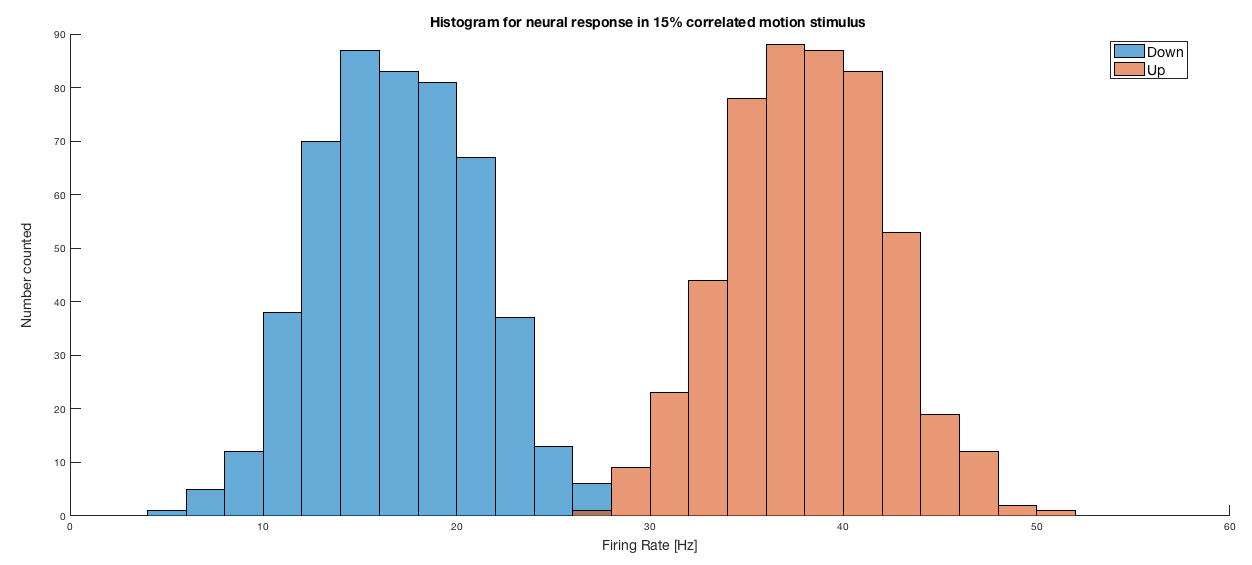 Histogram for neural response in 15% correlated motion stimulus
90
80
70
60
50
40
30
20
10
0
Number counted
Down
Up
0 10 20 30 40 50 60
Firing Rate [Hz]